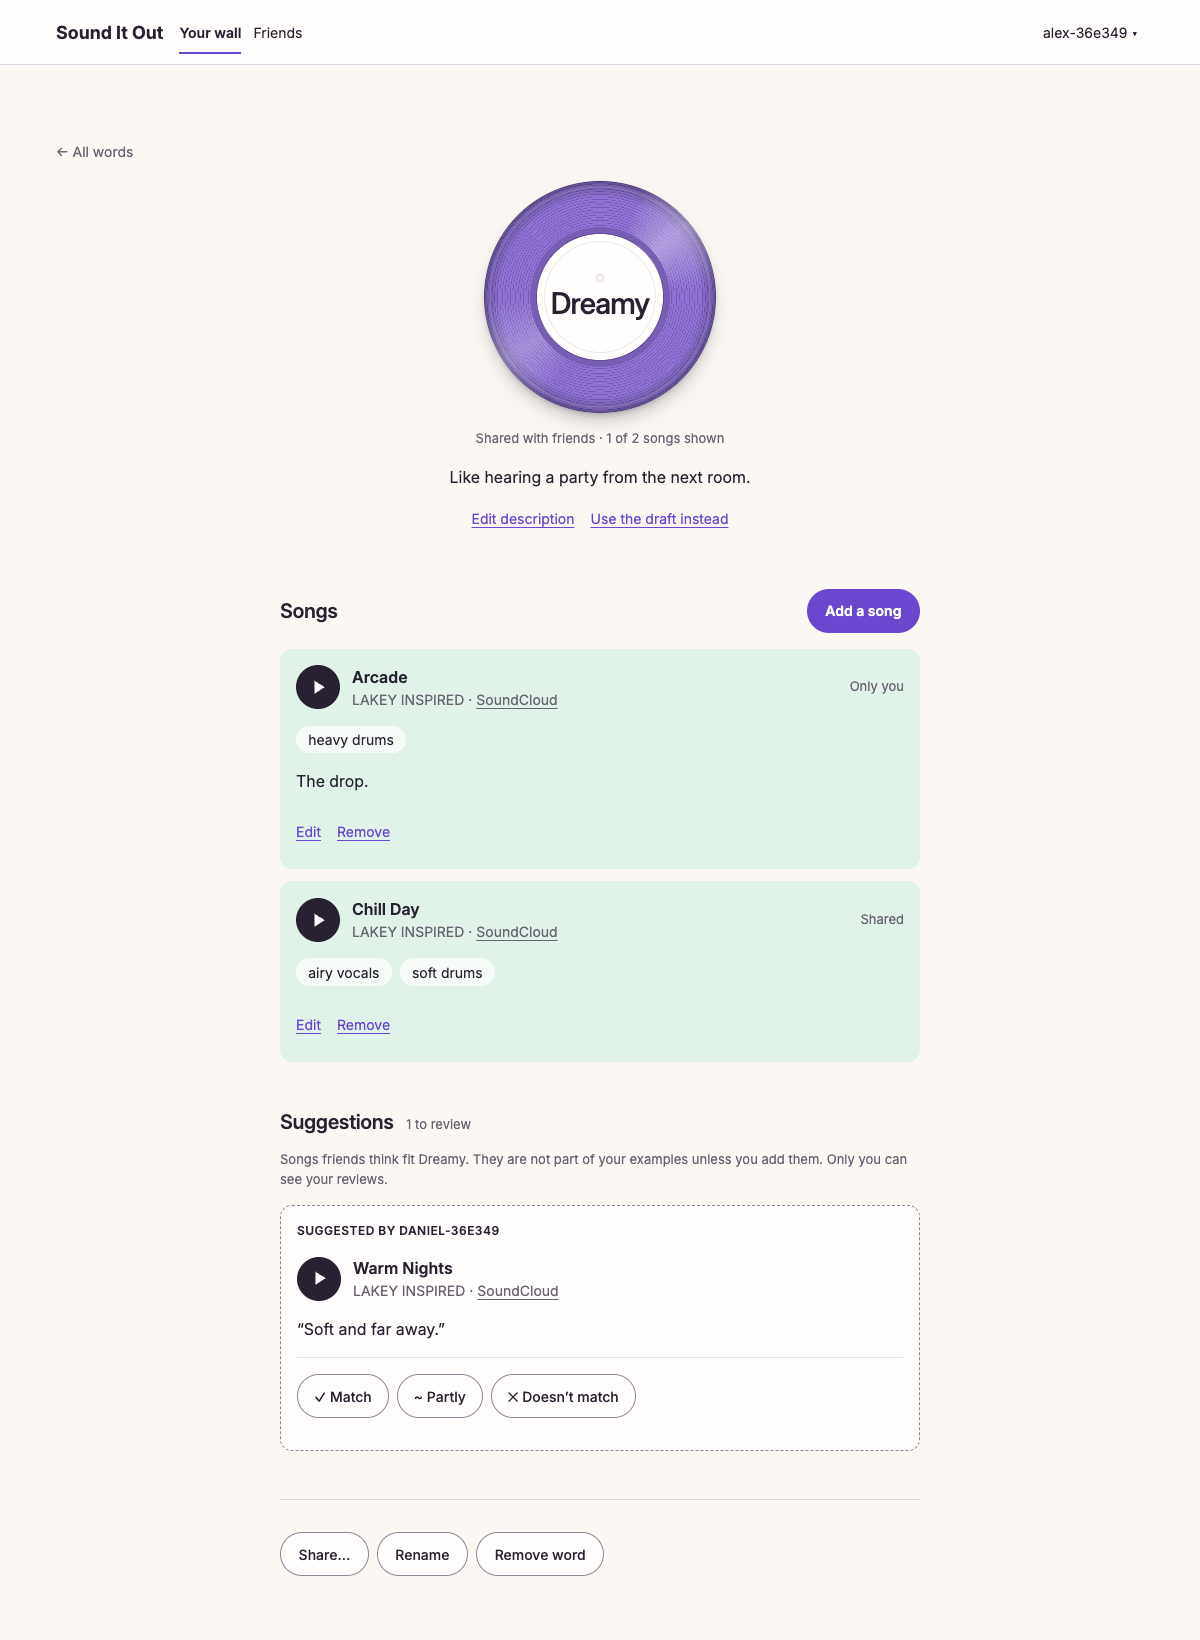 Sound It Out Your wall Friends alex-36e349 ▾
← All words
Dreamy
Shared with friends · 1 of 2 songs shown
Like hearing a party from the next room.
Edit description Use the draft instead
Songs Add a song
Arcade
LAKEY INSPIRED · SoundCloud
Only you
heavy drums
The drop.
Edit Remove
Chill Day
LAKEY INSPIRED · SoundCloud
Shared
airy vocals soft drums
Edit Remove
Suggestions 1 to review
Songs friends think fit Dreamy. They are not part of your examples unless you add them. Only you can
see your reviews.
SUGGESTED BY DANIEL-36E349
Warm Nights
LAKEY INSPIRED · SoundCloud
“Soft and far away.”
✓ Match ~ Partly ✕ Doesn’t match
Share… Rename Remove word